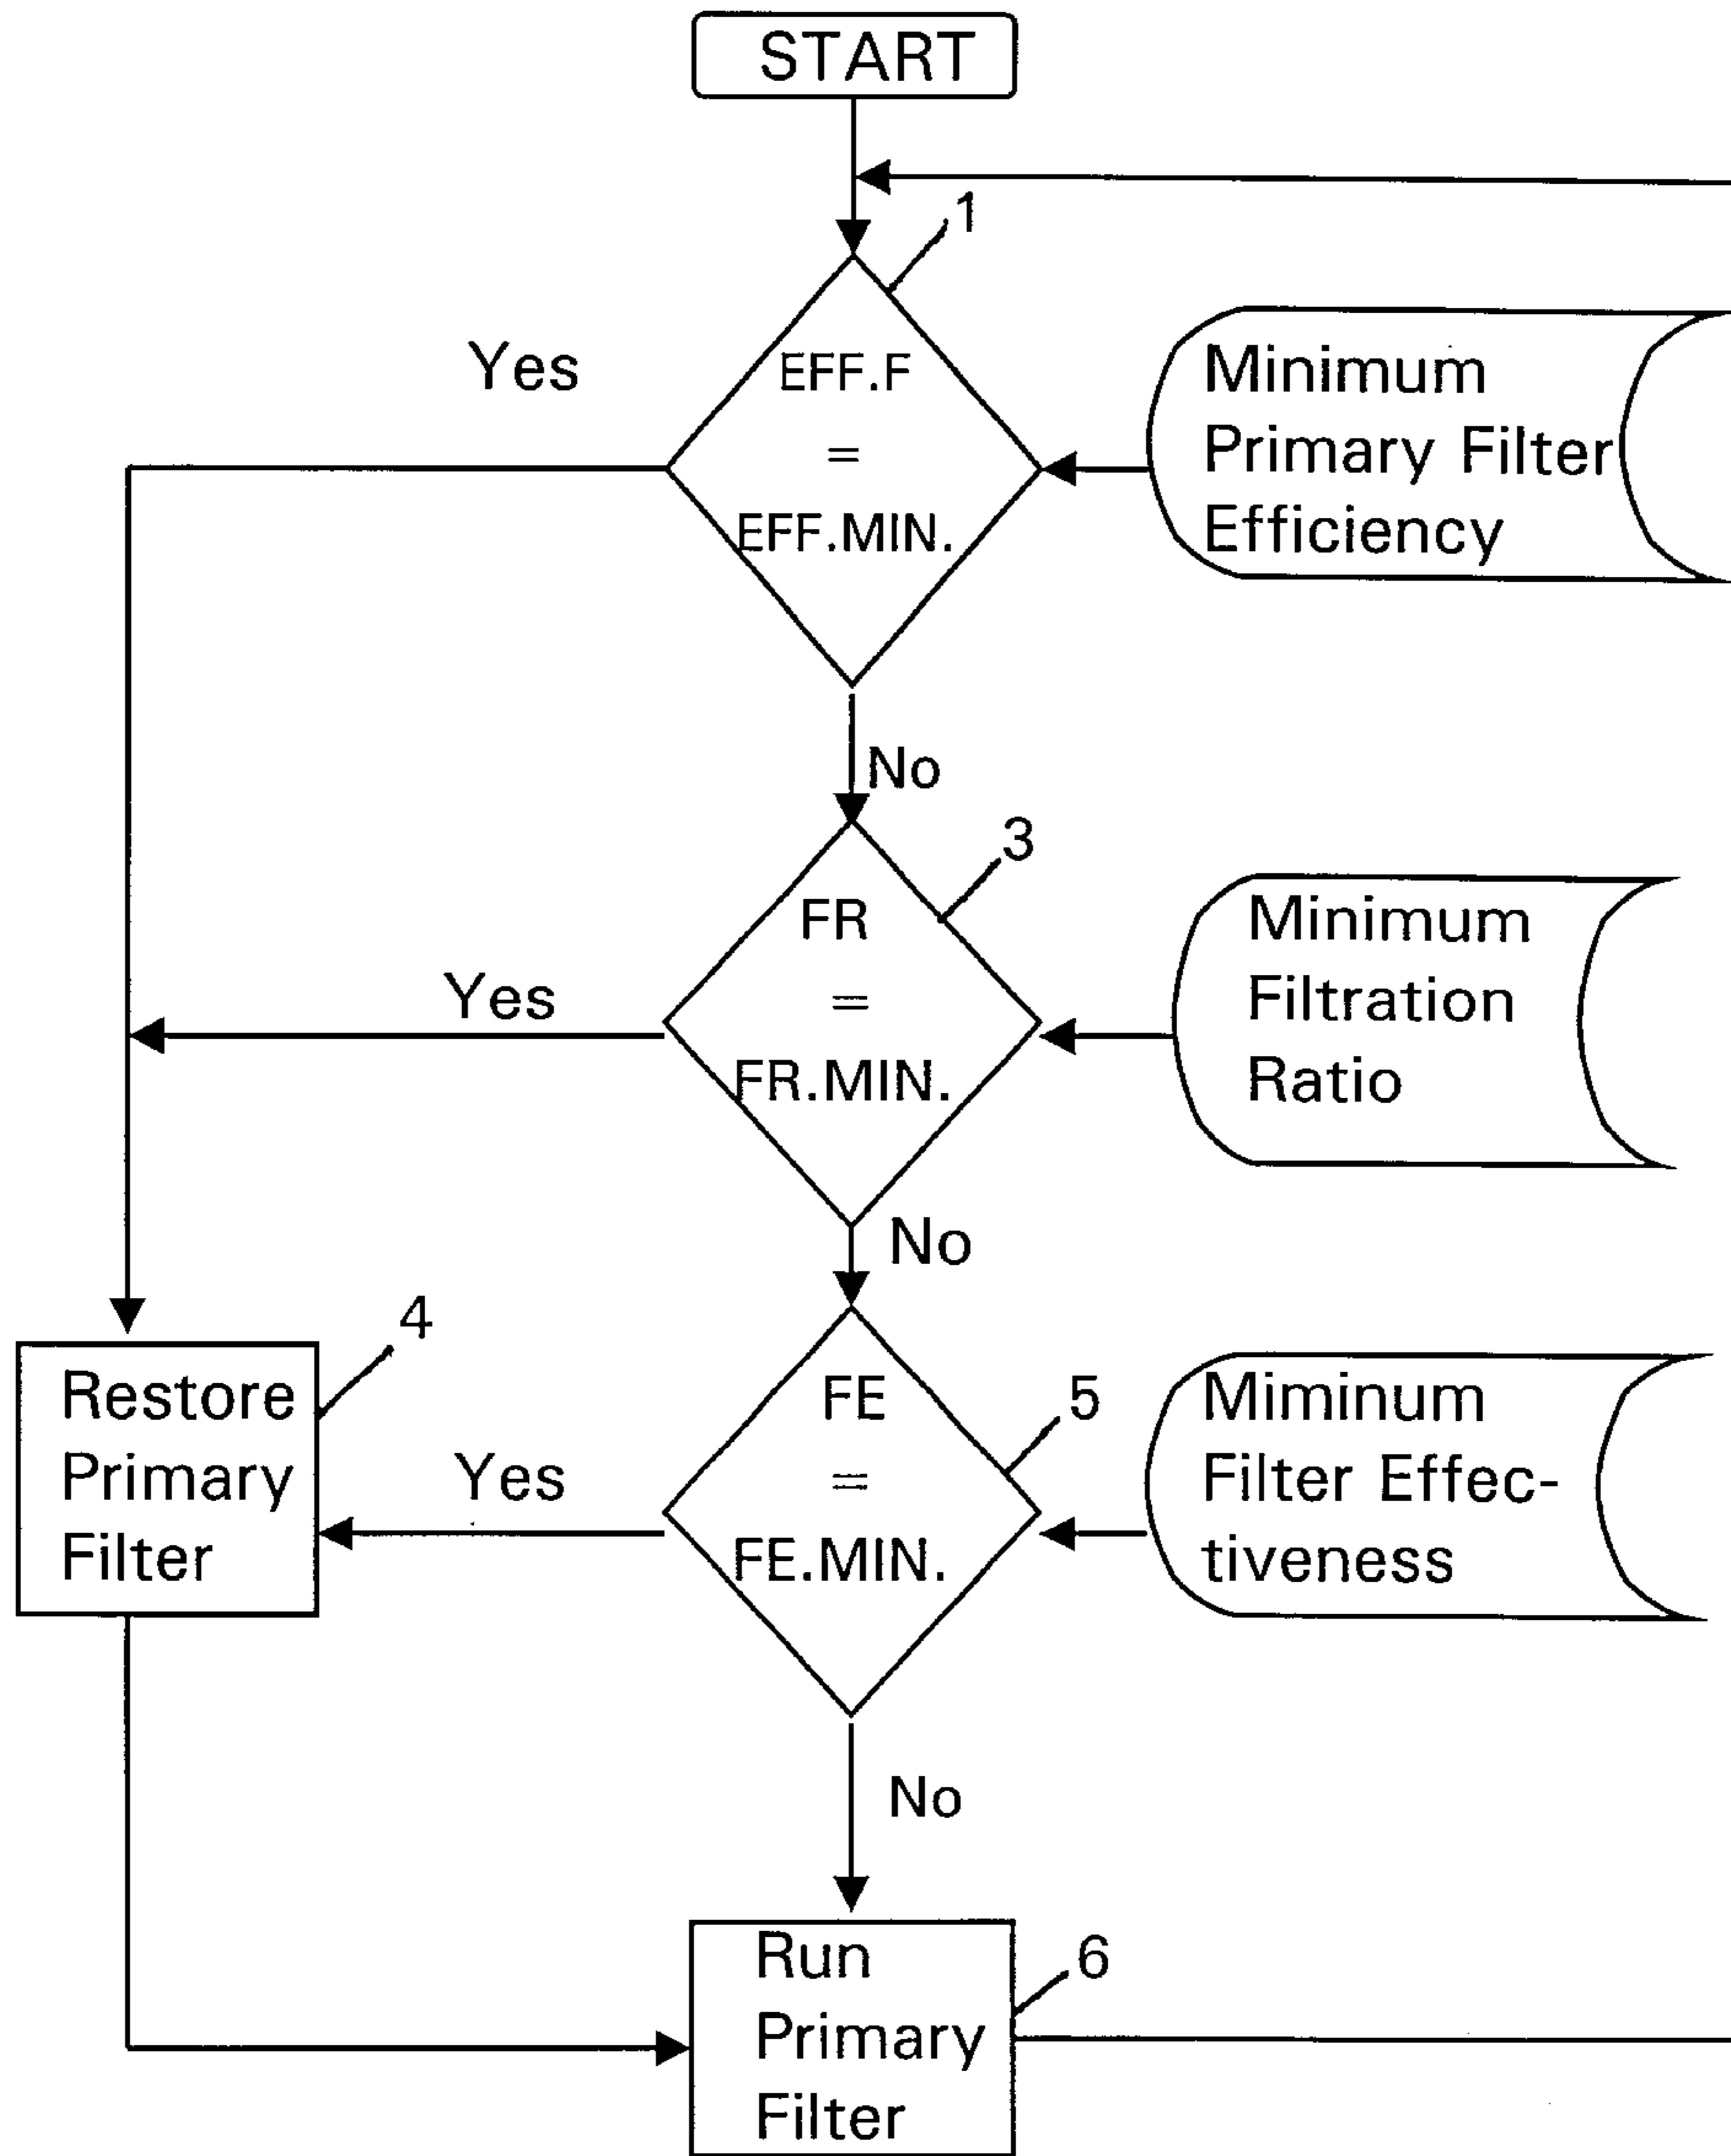 START
1
Yes
EFF.F
=
EFF.MIN.
Minimum
Primary Filter
Efficiency
No
3
FR
=
FR.MIN.
Yes
Minimum
Filtration
Ratio
No
4
Restore
Primary
Filter
Yes
FE
=
FE.MIN.
5
Miminum
Filter Effec-
tiveness
No
Run
Primary
Filter
6